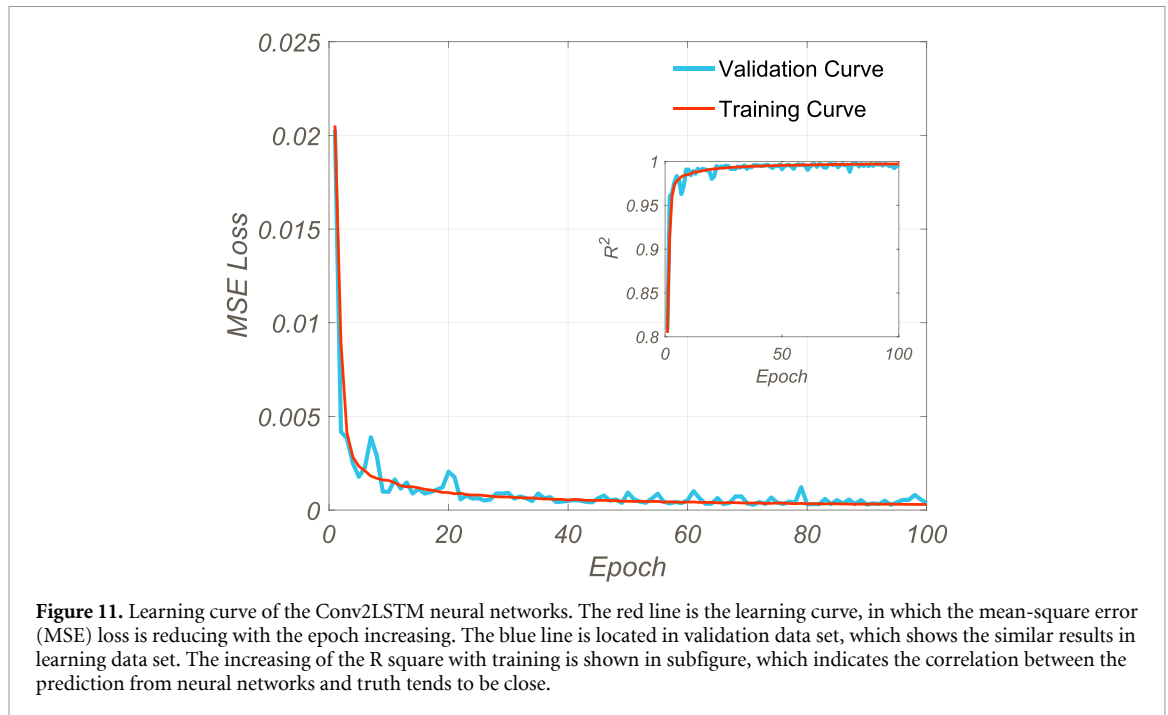 0.025
0.02
0.015
0.01
0.005
0
MSE Loss
0 20 40 60 80 100
Epoch
Validation Curve
Training Curve
1
0.95
0.9
0.85
0.8
R²
0 50 100
Epoch
Figure 11. Learning curve of the Conv2LSTM neural networks. The red line is the learning curve, in which the mean-square error
(MSE) loss is reducing with the epoch increasing. The blue line is located in validation data set, which shows the similar results in
learning data set. The increasing of the R square with training is shown in subfigure, which indicates the correlation between the
prediction from neural networks and truth tends to be close.